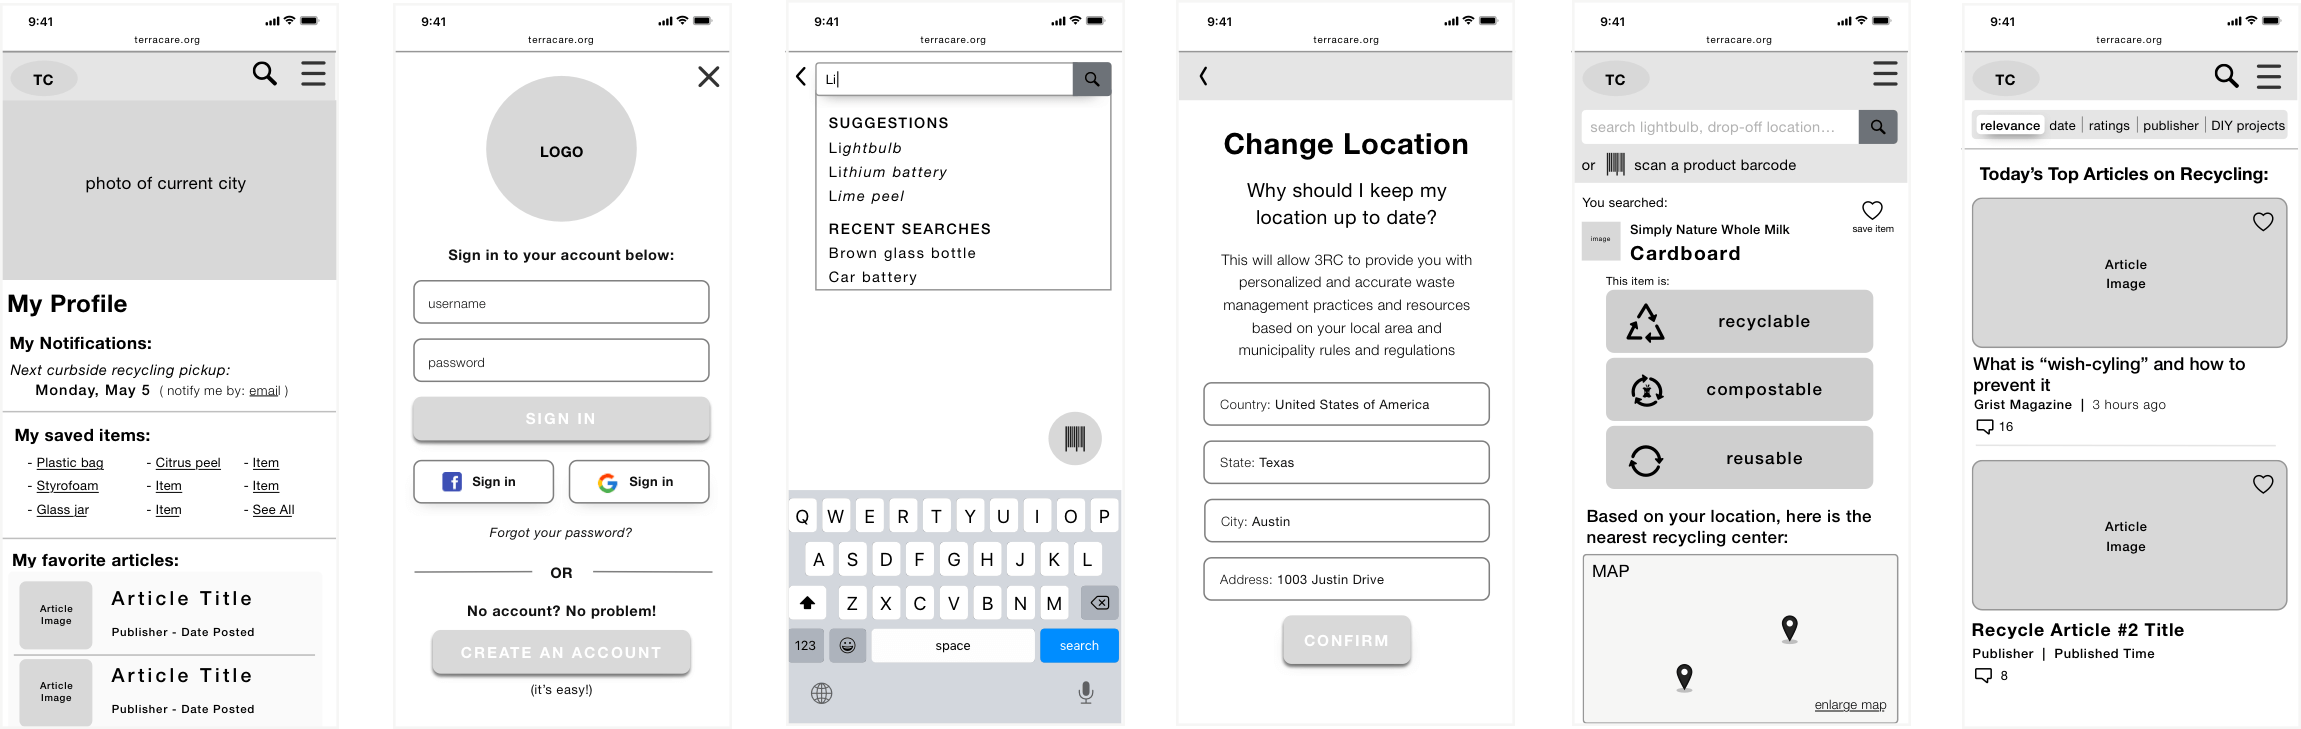 9:41
terracare.org
TC
photo of current city
My Profile
My Notifications:
Next curbside recycling pickup:
Monday, May 5 ( notify me by: email )
My saved items:
- Plastic bag - Citrus peel - Item
- Styrofoam - Item - Item
- Glass jar - Item - See All
My favorite articles:
Article
Image
Article Title
Publisher - Date Posted
Article
Image
Article Title
Publisher - Date Posted
9:41
terracare.org
LOGO
Sign in to your account below:
username
password
SIGN IN
f Sign in
G Sign in
Forgot your password?
OR
No account? No problem!
CREATE AN ACCOUNT
(it's easy!)
9:41
terracare.org
Li
SUGGESTIONS
Lightbulb
Lithium battery
Lime peel
RECENT SEARCHES
Brown glass bottle
Car battery
Q W E R T Y U I O P
A S D F G H J K L
Z X C V B N M
123 space search
9:41
terracare.org
Change Location
Why should I keep my
location up to date?
This will allow 3RC to provide you with
personalized and accurate waste
management practices and resources
based on your local area and
municipality rules and regulations
Country: United States of America
State: Texas
City: Austin
Address: 1003 Justin Drive
CONFIRM
9:41
terracare.org
TC
search lightbulb, drop-off location...
or scan a product barcode
You searched:
save item
image
Simply Nature Whole Milk
Cardboard
This item is:
recyclable
compostable
reusable
Based on your location, here is the
nearest recycling center:
MAP
enlarge map
9:41
terracare.org
TC
relevance date | ratings | publisher | DIY projects
Today's Top Articles on Recycling:
Article
Image
What is “wish-cyling” and how to
prevent it
Grist Magazine | 3 hours ago
16
Article
Image
Recycle Article #2 Title
Publisher | Published Time
8